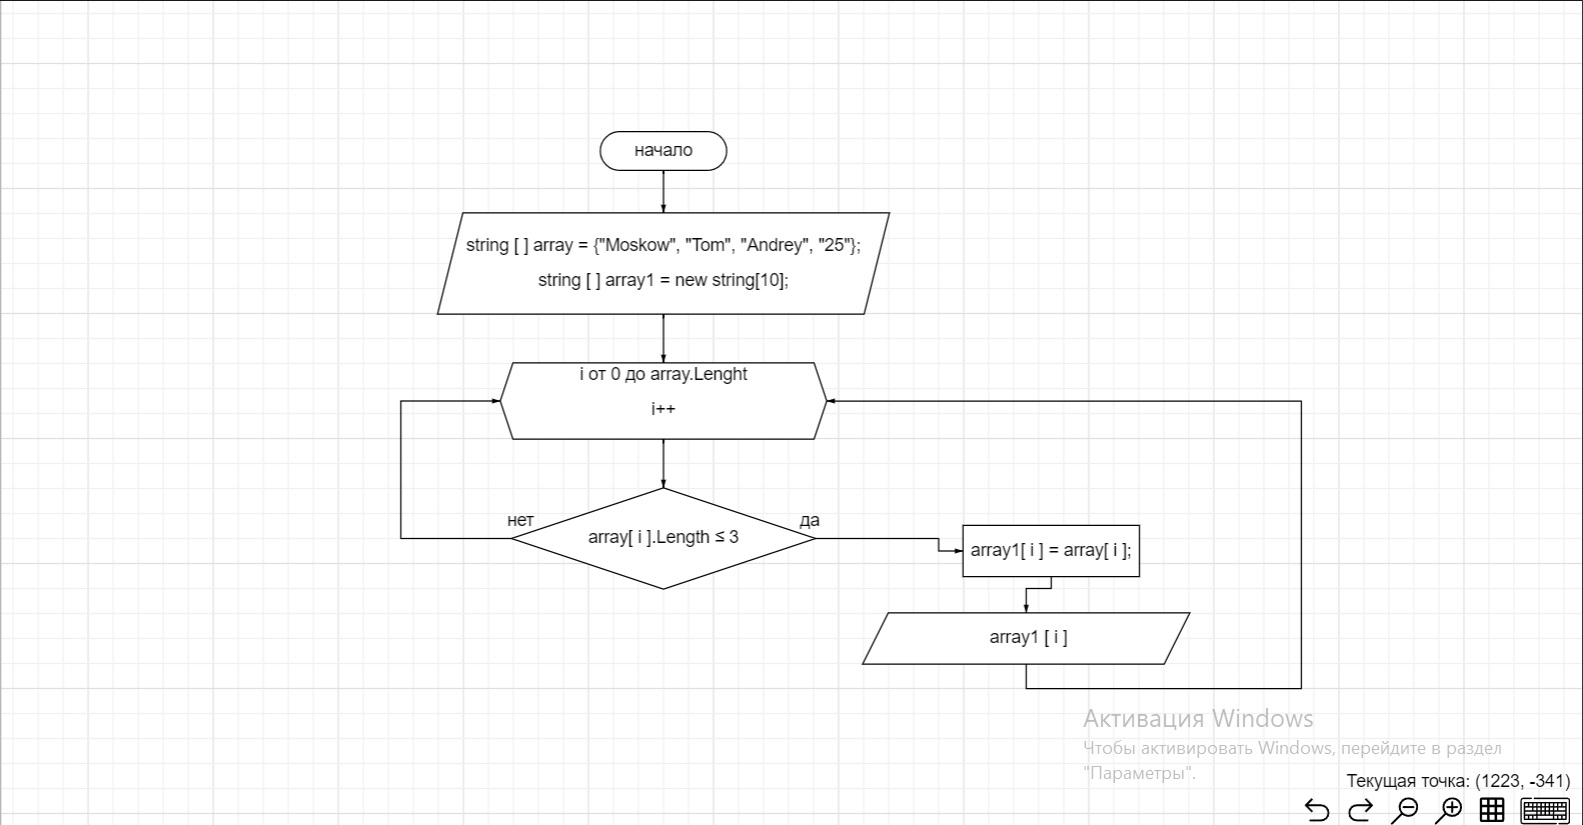 начало
string [ ] array = {"Moskow", "Tom", "Andrey", "25"};
string [ ] array1 = new string[10];
i от 0 до array.Lenght
i++
нет
да
array[ i ].Length ≤ 3
array1[ i ] = array[ i ];
array1 [ i ]
Активация Windows
Чтобы активировать Windows, перейдите в раздел
"Параметры".
Текущая точка: (1223, -341)